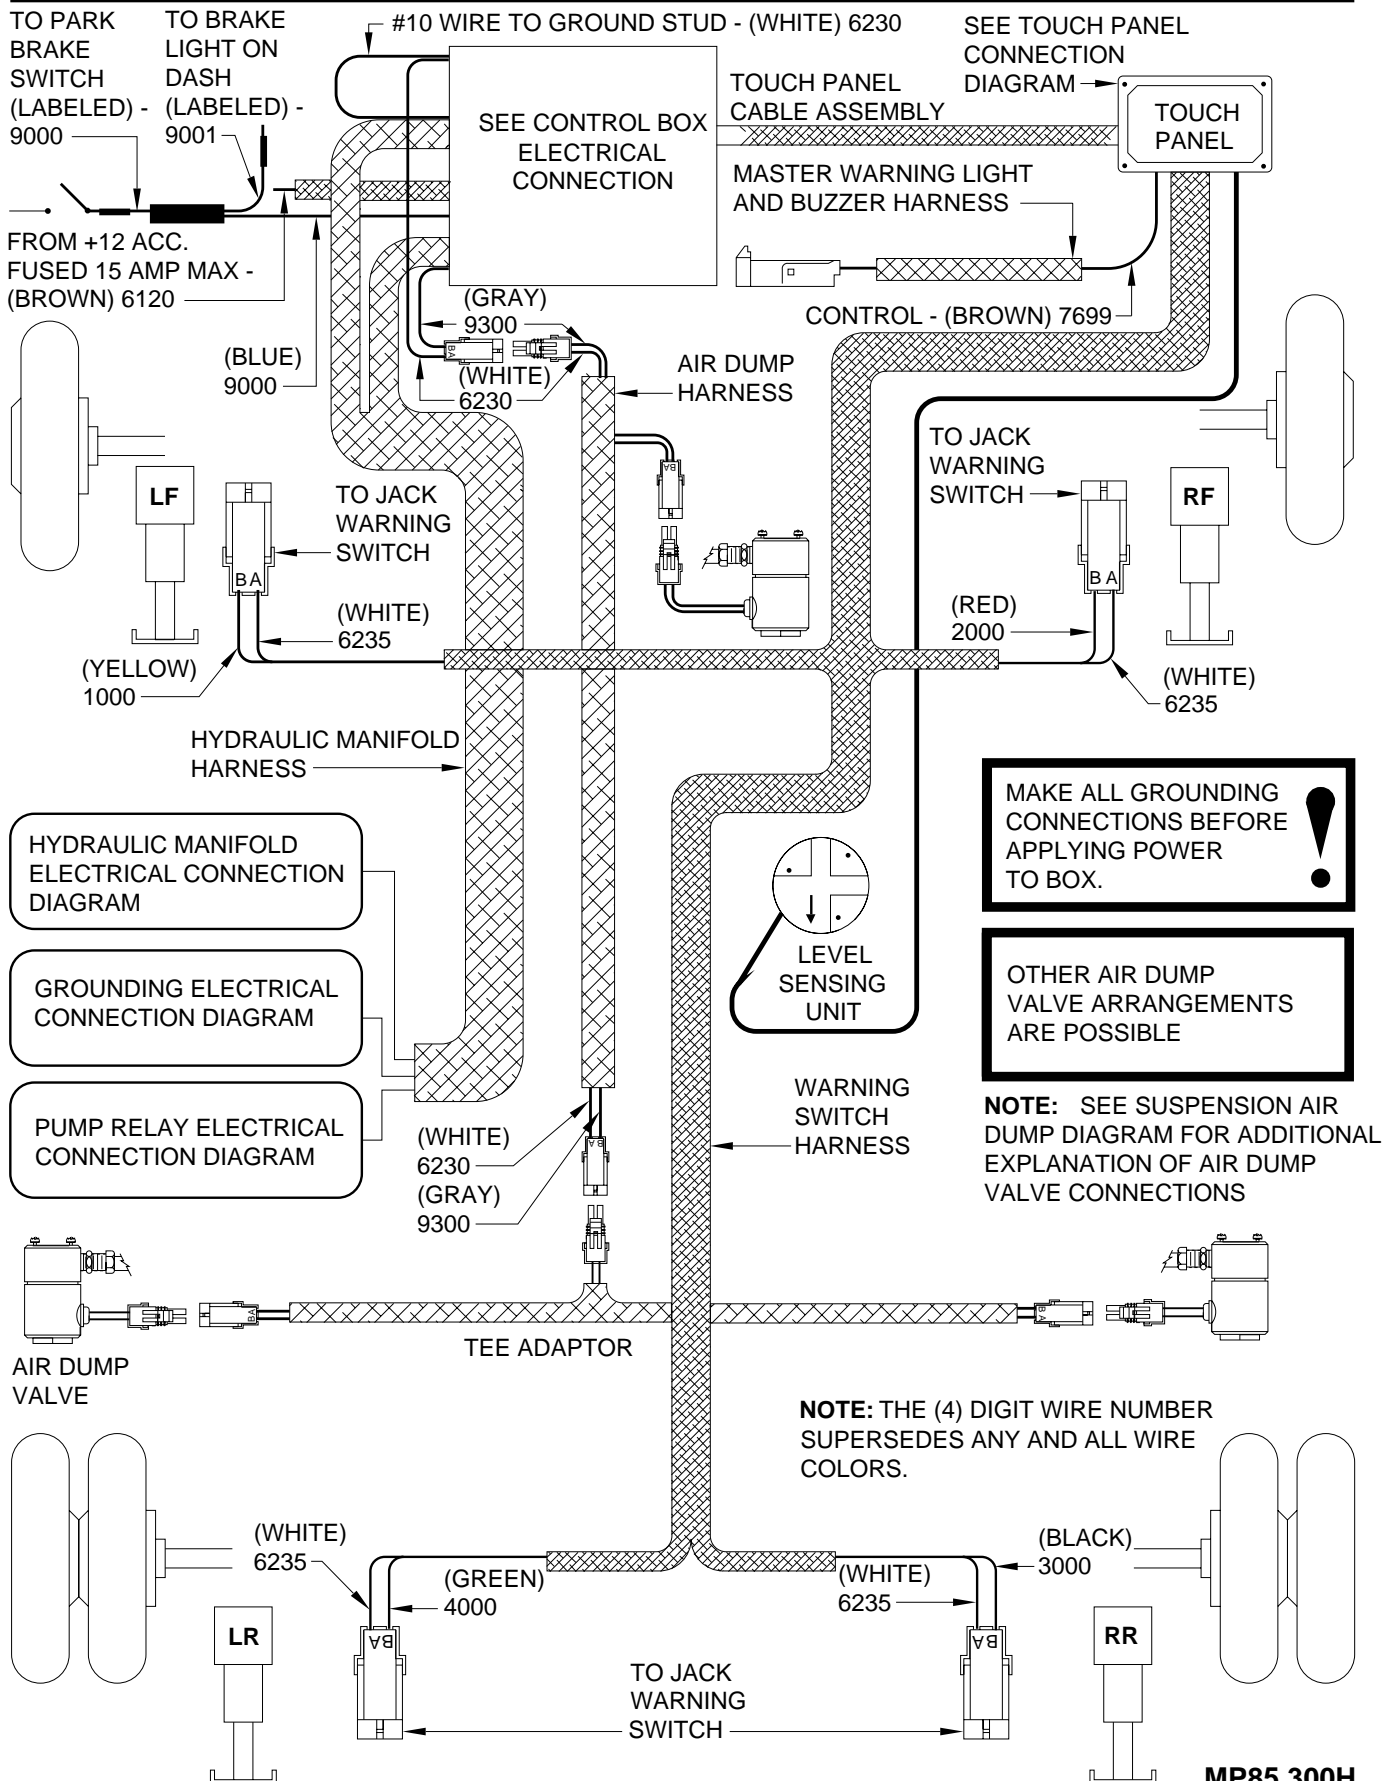 TO PARK
BRAKE
SWITCH
(LABELED) -
9000
TO BRAKE
LIGHT ON
DASH
(LABELED) -
9001
#10 WIRE TO GROUND STUD - (WHITE) 6230
SEE TOUCH PANEL
CONNECTION
DIAGRAM
TOUCH PANEL
CABLE ASSEMBLY
TOUCH
PANEL
SEE CONTROL BOX
ELECTRICAL
CONNECTION
MASTER WARNING LIGHT
AND BUZZER HARNESS
FROM +12 ACC.
FUSED 15 AMP MAX -
(BROWN) 6120
(GRAY)
9300
CONTROL - (BROWN) 7699
BA
(BLUE)
9000
(WHITE)
6230
AIR DUMP
HARNESS
BA
TO JACK
WARNING
SWITCH
LF
TO JACK
WARNING
SWITCH
RF
BA
B A
(WHITE)
6235
(RED)
2000
(YELLOW)
1000
(WHITE)
6235
HYDRAULIC MANIFOLD
HARNESS
MAKE ALL GROUNDING
CONNECTIONS BEFORE
APPLYING POWER
TO BOX.
!
HYDRAULIC MANIFOLD
ELECTRICAL CONNECTION
DIAGRAM
LEVEL
SENSING
UNIT
OTHER AIR DUMP
VALVE ARRANGEMENTS
ARE POSSIBLE
GROUNDING ELECTRICAL
CONNECTION DIAGRAM
WARNING
SWITCH
HARNESS
NOTE: SEE SUSPENSION AIR
DUMP DIAGRAM FOR ADDITIONAL
EXPLANATION OF AIR DUMP
VALVE CONNECTIONS
PUMP RELAY ELECTRICAL
CONNECTION DIAGRAM
(WHITE)
6230
(GRAY)
9300
BA
BA
BA
TEE ADAPTOR
AIR DUMP
VALVE
NOTE: THE (4) DIGIT WIRE NUMBER
SUPERSEDES ANY AND ALL WIRE
COLORS.
(WHITE)
6235
(GREEN)
4000
(WHITE)
6235
(BLACK)
3000
LR
BA
BA
RR
TO JACK
WARNING
SWITCH
MP85.300H